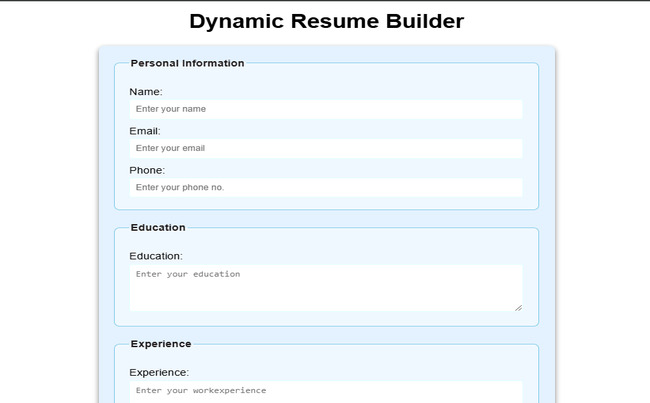 Dynamic Resume Builder
Personal Information
Name:
Enter your name
Email:
Enter your email
Phone:
Enter your phone no.
Education
Education:
Enter your education
Experience
Experience:
Enter your workexperience